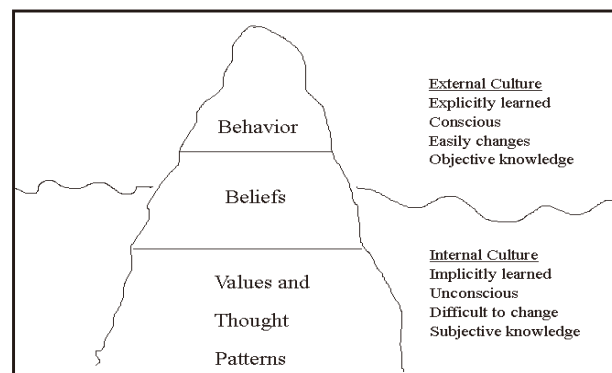 Behavior
Beliefs
Values and
Thought
Patterns
External Culture
Explicitly learned
Conscious
Easily changes
Objective knowledge
Internal Culture
Implicitly learned
Unconscious
Difficult to change
Subjective knowledge